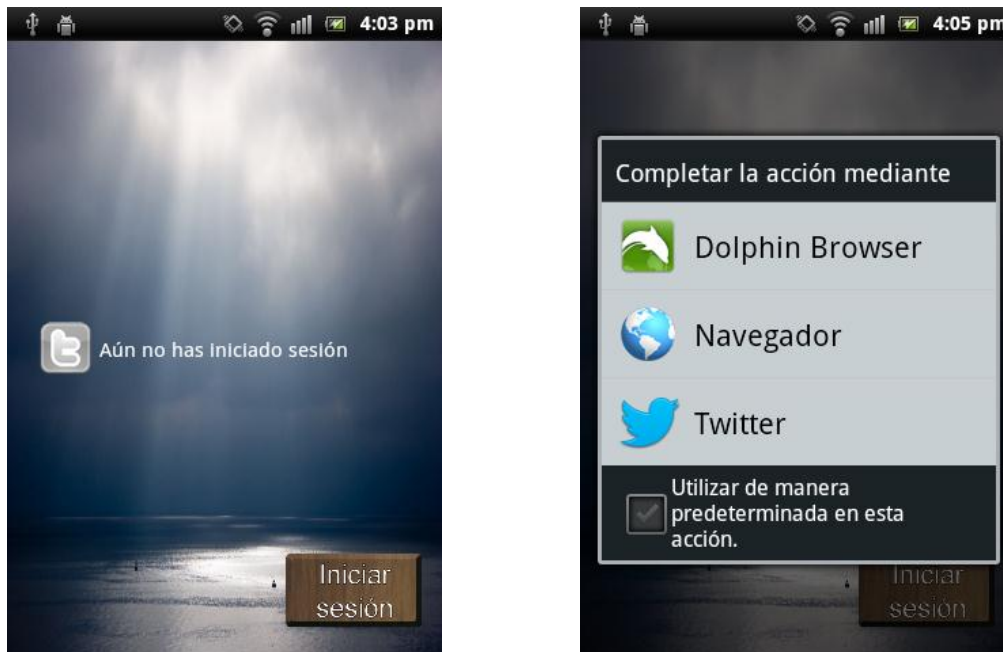 4:03 pm
Aún no has iniciado sesión
Iniciar
sesión
4:05 pm
Completar la acción mediante
Dolphin Browser
Navegador
Twitter
Utilizar de manera
predeterminada en esta
acción.
Iniciar
sesión